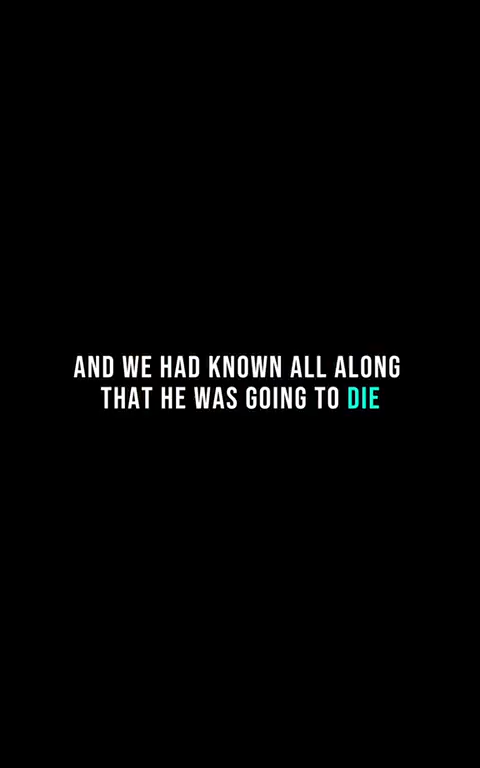 AND WE HAD KNOWN ALL ALONG
THAT HE WAS GOING TO DIE